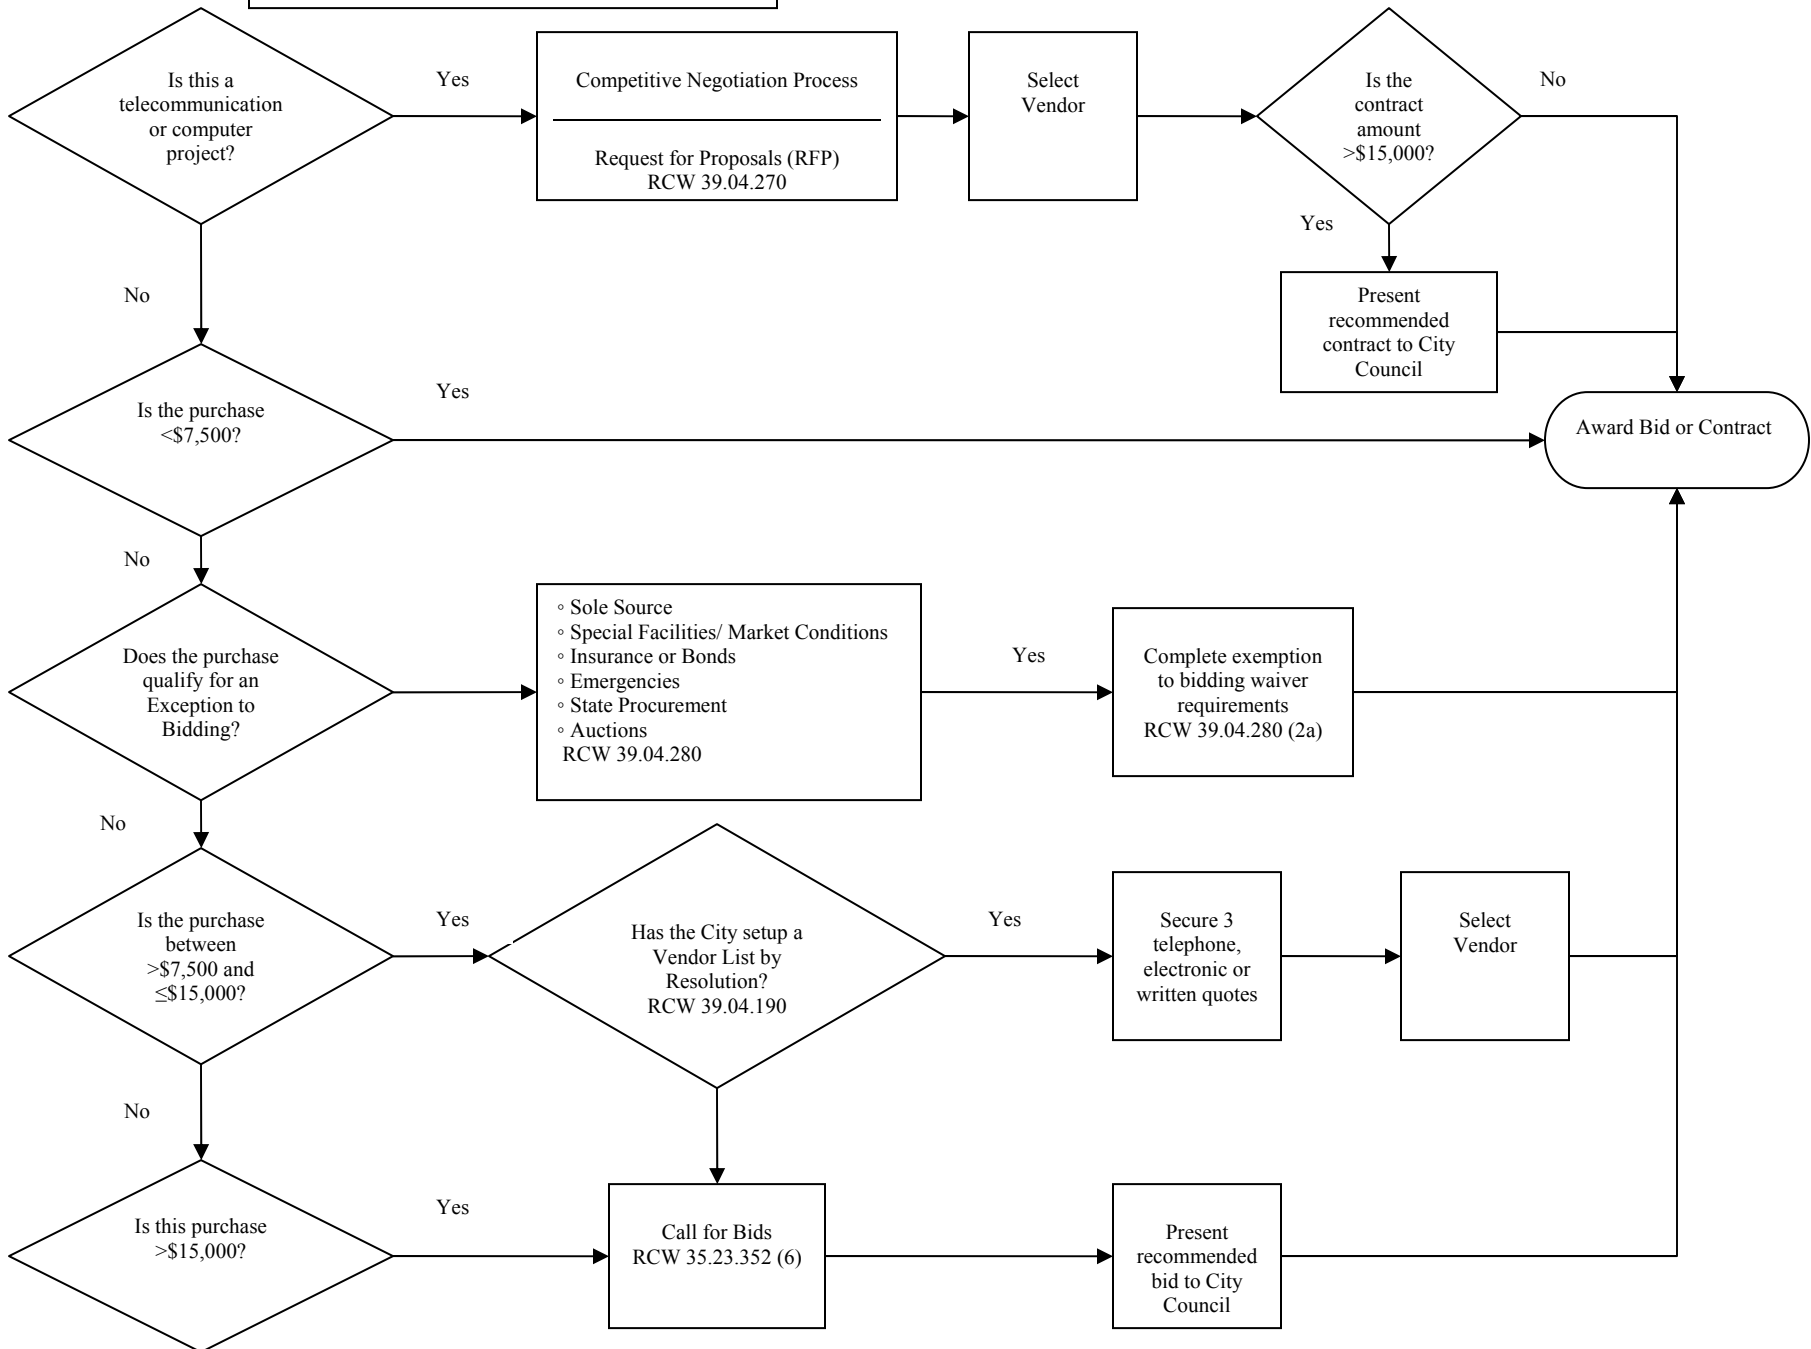 Is this a
telecommunication
or computer
project?
Yes
Competitive Negotiation Process
Request for Proposals (RFP)
RCW 39.04.270
Select
Vendor
Is the
contract
amount
>$15,000?
No
Yes
Present
recommended
contract to City
Council
No
Is the purchase
<$7,500?
Yes
Award Bid or Contract
No
Does the purchase
qualify for an
Exception to
Bidding?
◦ Sole Source
◦ Special Facilities/ Market Conditions
◦ Insurance or Bonds
◦ Emergencies
◦ State Procurement
◦ Auctions
RCW 39.04.280
Yes
Complete exemption
to bidding waiver
requirements
RCW 39.04.280 (2a)
No
Is the purchase
between
>$7,500 and
≤$15,000?
Yes
Has the City setup a
Vendor List by
Resolution?
RCW 39.04.190
Yes
Secure 3
telephone,
electronic or
written quotes
Select
Vendor
No
Is this purchase
>$15,000?
Yes
Call for Bids
RCW 35.23.352 (6)
Present
recommended
bid to City
Council